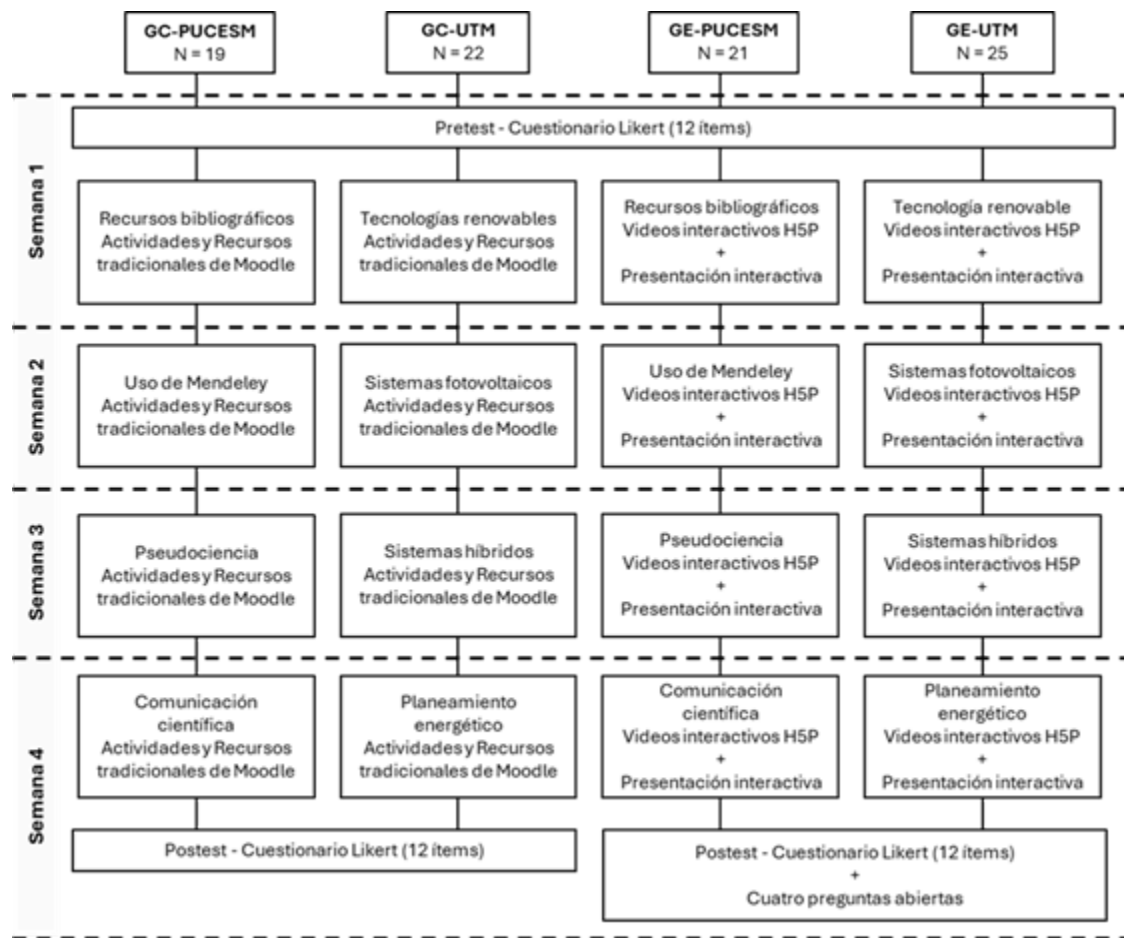 GC-PUCESM
N = 19
GC-UTM
N = 22
GE-PUCESM
N = 21
GE-UTM
N = 25
Semana 1
Pretest - Cuestionario Likert (12 ítems)
Recursos bibliográficos
Actividades y Recursos
tradicionales de Moodle
Tecnologías renovables
Actividades y Recursos
tradicionales de Moodle
Recursos bibliográficos
Videos interactivos H5P
+
Presentación interactiva
Tecnología renovable
Videos interactivos H5P
+
Presentación interactiva
Semana 2
Uso de Mendeley
Actividades y Recursos
tradicionales de Moodle
Sistemas fotovoltaicos
Actividades y Recursos
tradicionales de Moodle
Uso de Mendeley
Videos interactivos H5P
+
Presentación interactiva
Sistemas fotovoltaicos
Videos interactivos H5P
+
Presentación interactiva
Semana 3
Pseudociencia
Actividades y Recursos
tradicionales de Moodle
Sistemas híbridos
Actividades y Recursos
tradicionales de Moodle
Pseudociencia
Videos interactivos H5P
+
Presentación interactiva
Sistemas híbridos
Videos interactivos H5P
+
Presentación interactiva
Semana 4
Comunicación
científica
Actividades y Recursos
tradicionales de Moodle
Planeamiento
energético
Actividades y Recursos
tradicionales de Moodle
Comunicación
científica
Videos interactivos H5P
+
Presentación interactiva
Planeamiento
energético
Videos interactivos H5P
+
Presentación interactiva
Postest - Cuestionario Likert (12 ítems)
Postest - Cuestionario Likert (12 ítems)
+
Cuatro preguntas abiertas